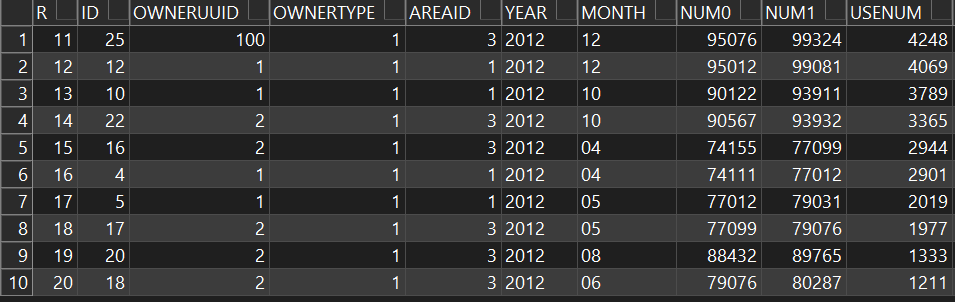 R ID OWNERUUID OWNERTYPE AREAID YEAR MONTH NUM0 NUM1 USENUM
1 11 25 100 1 3 2012 12 95076 99324 4248
2 12 12 1 1 1 2012 12 95012 99081 4069
3 13 10 1 1 1 2012 10 90122 93911 3789
4 14 22 2 1 3 2012 10 90567 93932 3365
5 15 16 2 1 3 2012 04 74155 77099 2944
6 16 4 1 1 1 2012 04 74111 77012 2901
7 17 5 1 1 1 2012 05 77012 79031 2019
8 18 17 2 1 3 2012 05 77099 79076 1977
9 19 20 2 1 3 2012 08 88432 89765 1333
10 20 18 2 1 3 2012 06 79076 80287 1211